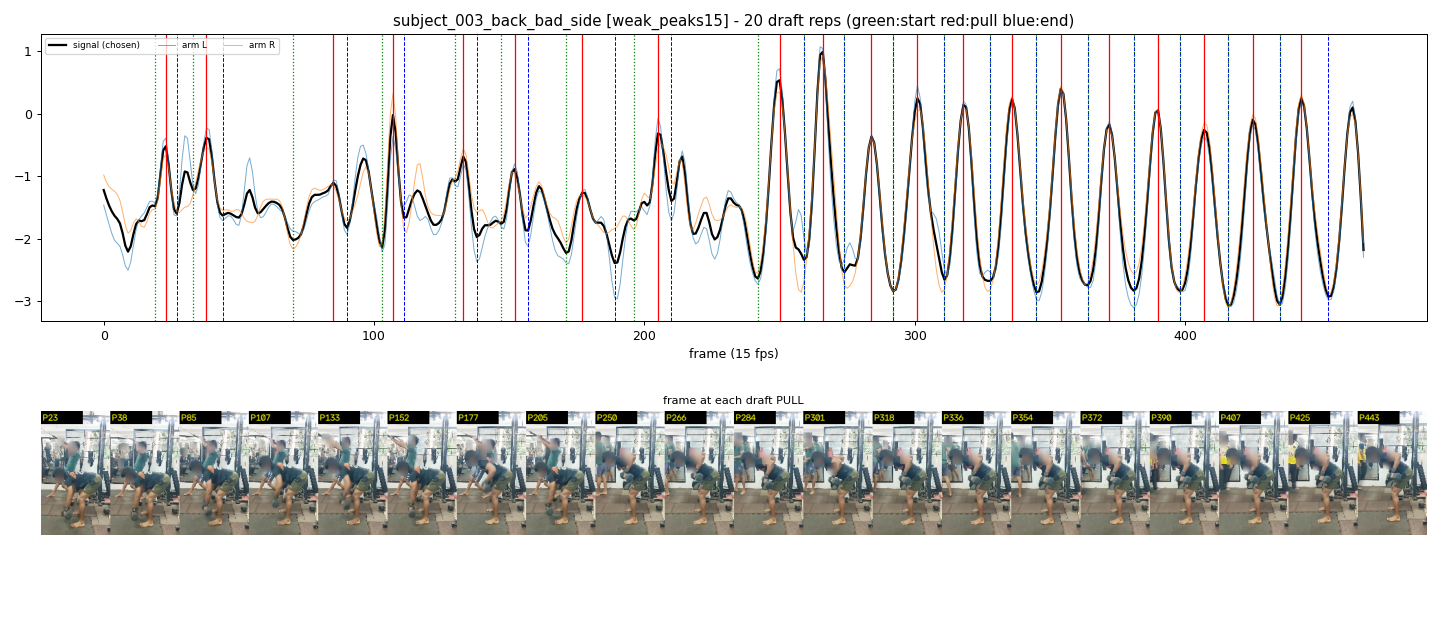 subject_003_back_bad_side [weak_peaks15] - 20 draft reps (green:start red:pull blue:end)
signal (chosen) arm L arm R
1
0
−1
−2
−3
0 100 200 300 400
frame (15 fps)
frame at each draft PULL
P23 P38 P85 P107 P133 P152 P177 P205 P250 P266 P284 P301 P318 P336 P354 P372 P390 P407 P425 P443